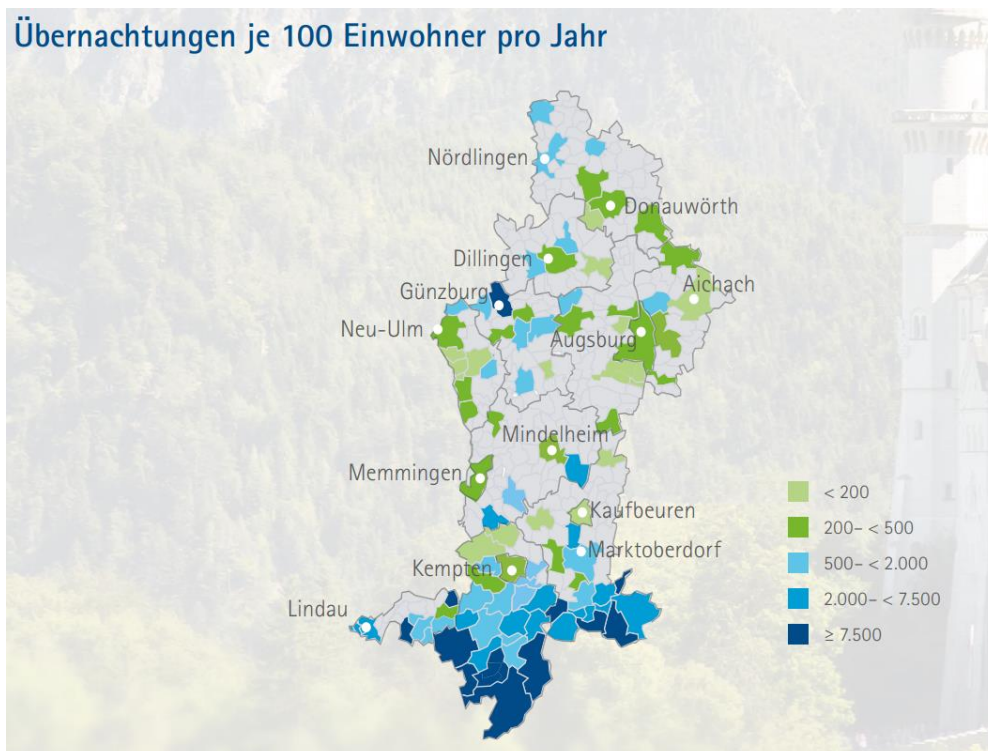 Übernachtungen je 100 Einwohner pro Jahr
Nördlingen
Donauwörth
Dillingen
Aichach
Günzburg
Neu-Ulm
Augsburg
Mindelheim
Memmingen
Kaufbeuren
Marktoberdorf
Kempten
Lindau
< 200
200– < 500
500– < 2.000
2.000– < 7.500
≥ 7.500